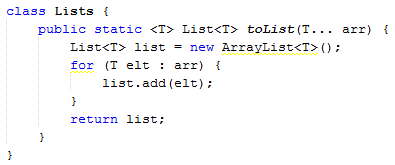 class Lists {
    public static <T> List<T> toList(T... arr) {
        List<T> list = new ArrayList<T>();
        for (T elt : arr) {
            list.add(elt);
        }
        return list;
    }
}